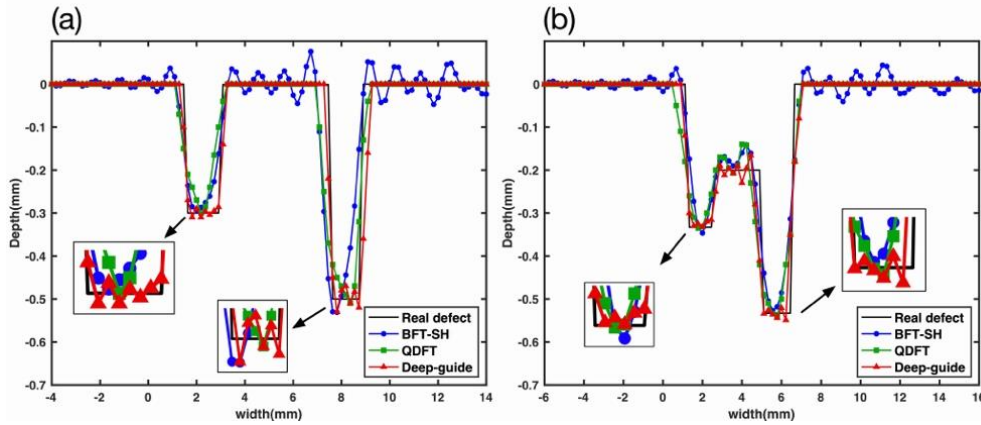 (a)
Depth(mm)
0
-0.1
-0.2
-0.3
-0.4
-0.5
-0.6
-0.7
Real defect
BFT-SH
QDFT
Deep-guide
-4 -2 0 2 4 6 8 10 12 14
width(mm)
(b)
Depth(mm)
0
-0.1
-0.2
-0.3
-0.4
-0.5
-0.6
-0.7
Real defect
BFT-SH
QDFT
Deep-guide
-6 -4 -2 0 2 4 6 8 10 12 14 16
width(mm)